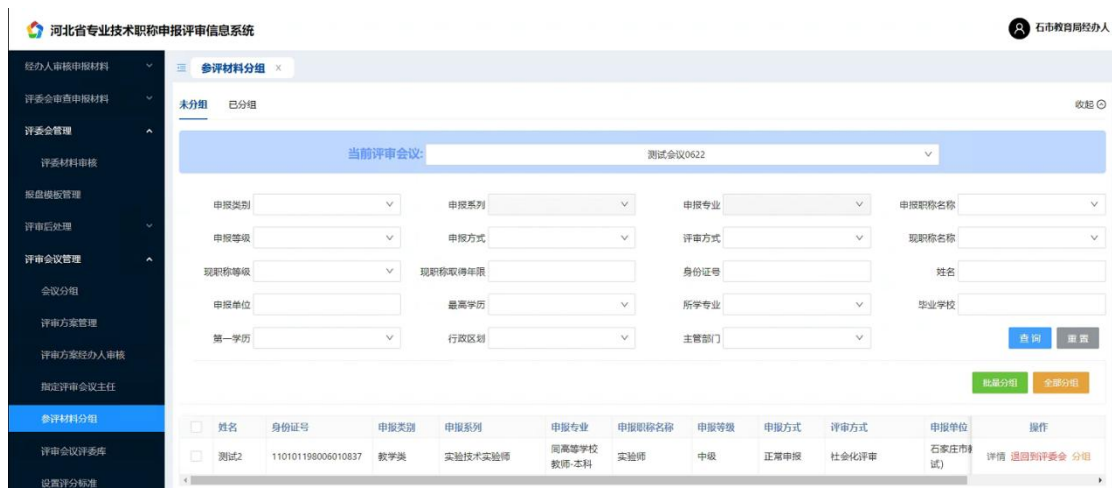 河北省专业技术职称申报评审信息系统
石市教育局经办人
经办人审核申报材料
评委会审查申报材料
评委会管理
评委材料审核
报盘模板管理
评审后处理
评审会议管理
会议分组
评审方案管理
评审方案经办人审核
指定评审会议主任
参评材料分组
评审会议评委库
设置评分标准
参评材料分组 ×
未分组 已分组 收起
当前评审会议: 测试会议0622
申报类别 申报系列 申报专业 申报职称名称
申报等级 申报方式 评审方式 现职称名称
现职称等级 现职称取得年限 身份证号 姓名
申报单位 最高学历 所学专业 毕业学校
第一学历 行政区划 主管部门 查询 重置
批量分组 全部分组
姓名 身份证号 申报类别 申报系列 申报专业 申报职称名称 申报等级 申报方式 评审方式 申报单位 操作
测试2 110101198006010837 教学类 实验技术实验师 同高等学校教师-本科 实验师 中级 正常申报 社会化评审 石家庄市 试) 详情 退回到评委会 分组